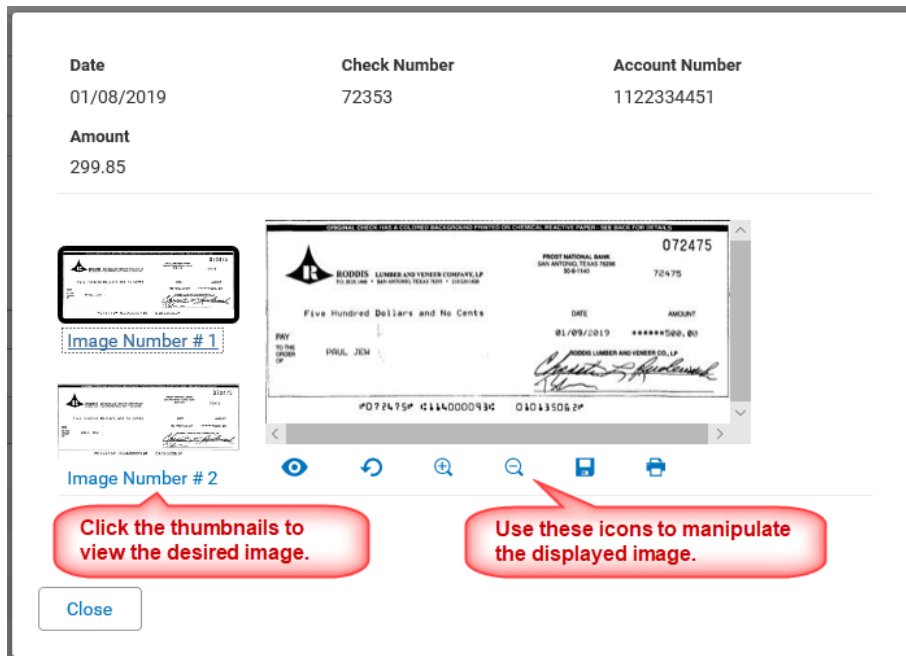 Date Check Number Account Number
01/08/2019 72353 1122334451
Amount
299.85
ORIGINAL CHECK HAS A COLORED BACKGROUND PRINTED ON CHEMICAL REACTIVE PAPER - SEE BACK FOR DETAILS
072475
FROST NATIONAL BANK
SAN ANTONIO, TEXAS 78296
72475
R
RODDIS LUMBER AND VENEER COMPANY, LP
Five Hundred Dollars and No Cents
DATE AMOUNT
01/09/2019 ******500.00
PAY
TO THE
ORDER
OF
PAUL JEW
RODDIS LUMBER AND VENEER CO., LP
Image Number # 1
Image Number # 2
Click the thumbnails to
view the desired image.
Use these icons to manipulate
the displayed image.
Close